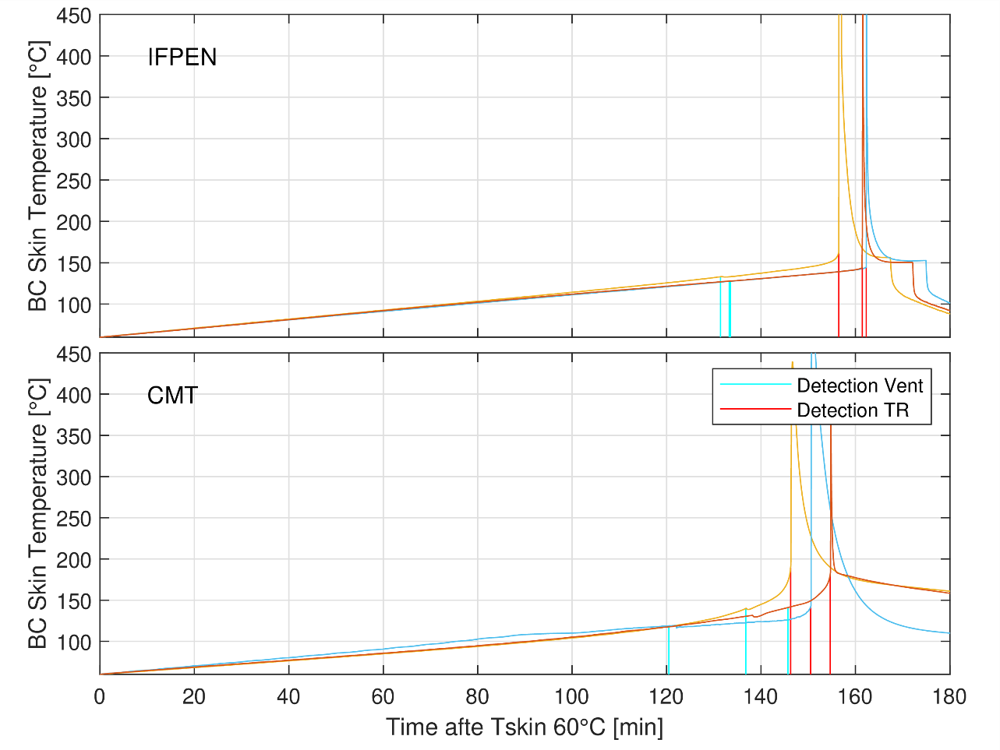 450
400
350
300
250
200
150
100
BC Skin Temperature [°C]
IFPEN
450
400
350
300
250
200
150
100
BC Skin Temperature [°C]
CMT
Detection Vent
Detection TR
0 20 40 60 80 100 120 140 160 180
Time afte Tskin 60°C [min]